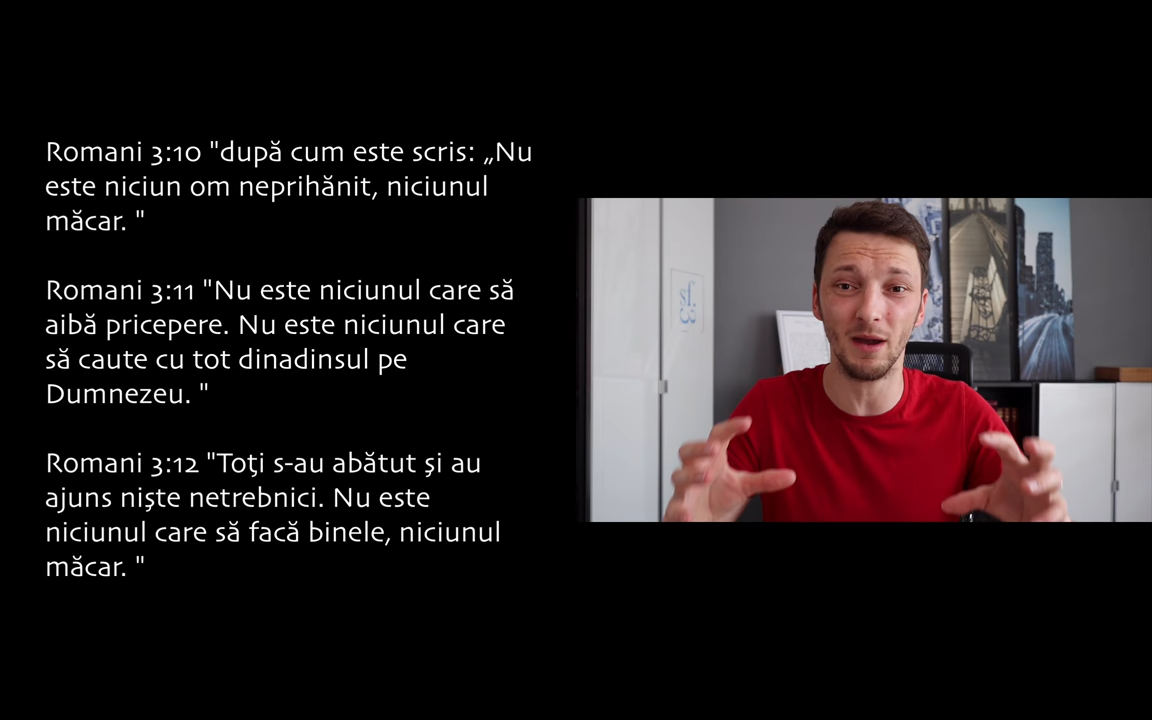 Romani 3:10 "după cum este scris: „Nu
este niciun om neprihănit, niciunul
măcar. "
Romani 3:11 "Nu este niciunul care să
aibă pricepere. Nu este niciunul care
să caute cu tot dinadinsul pe
Dumnezeu. "
Romani 3:12 "Toţi s-au abătut şi au
ajuns nişte netrebnici. Nu este
niciunul care să facă binele, niciunul
măcar. "
sf.